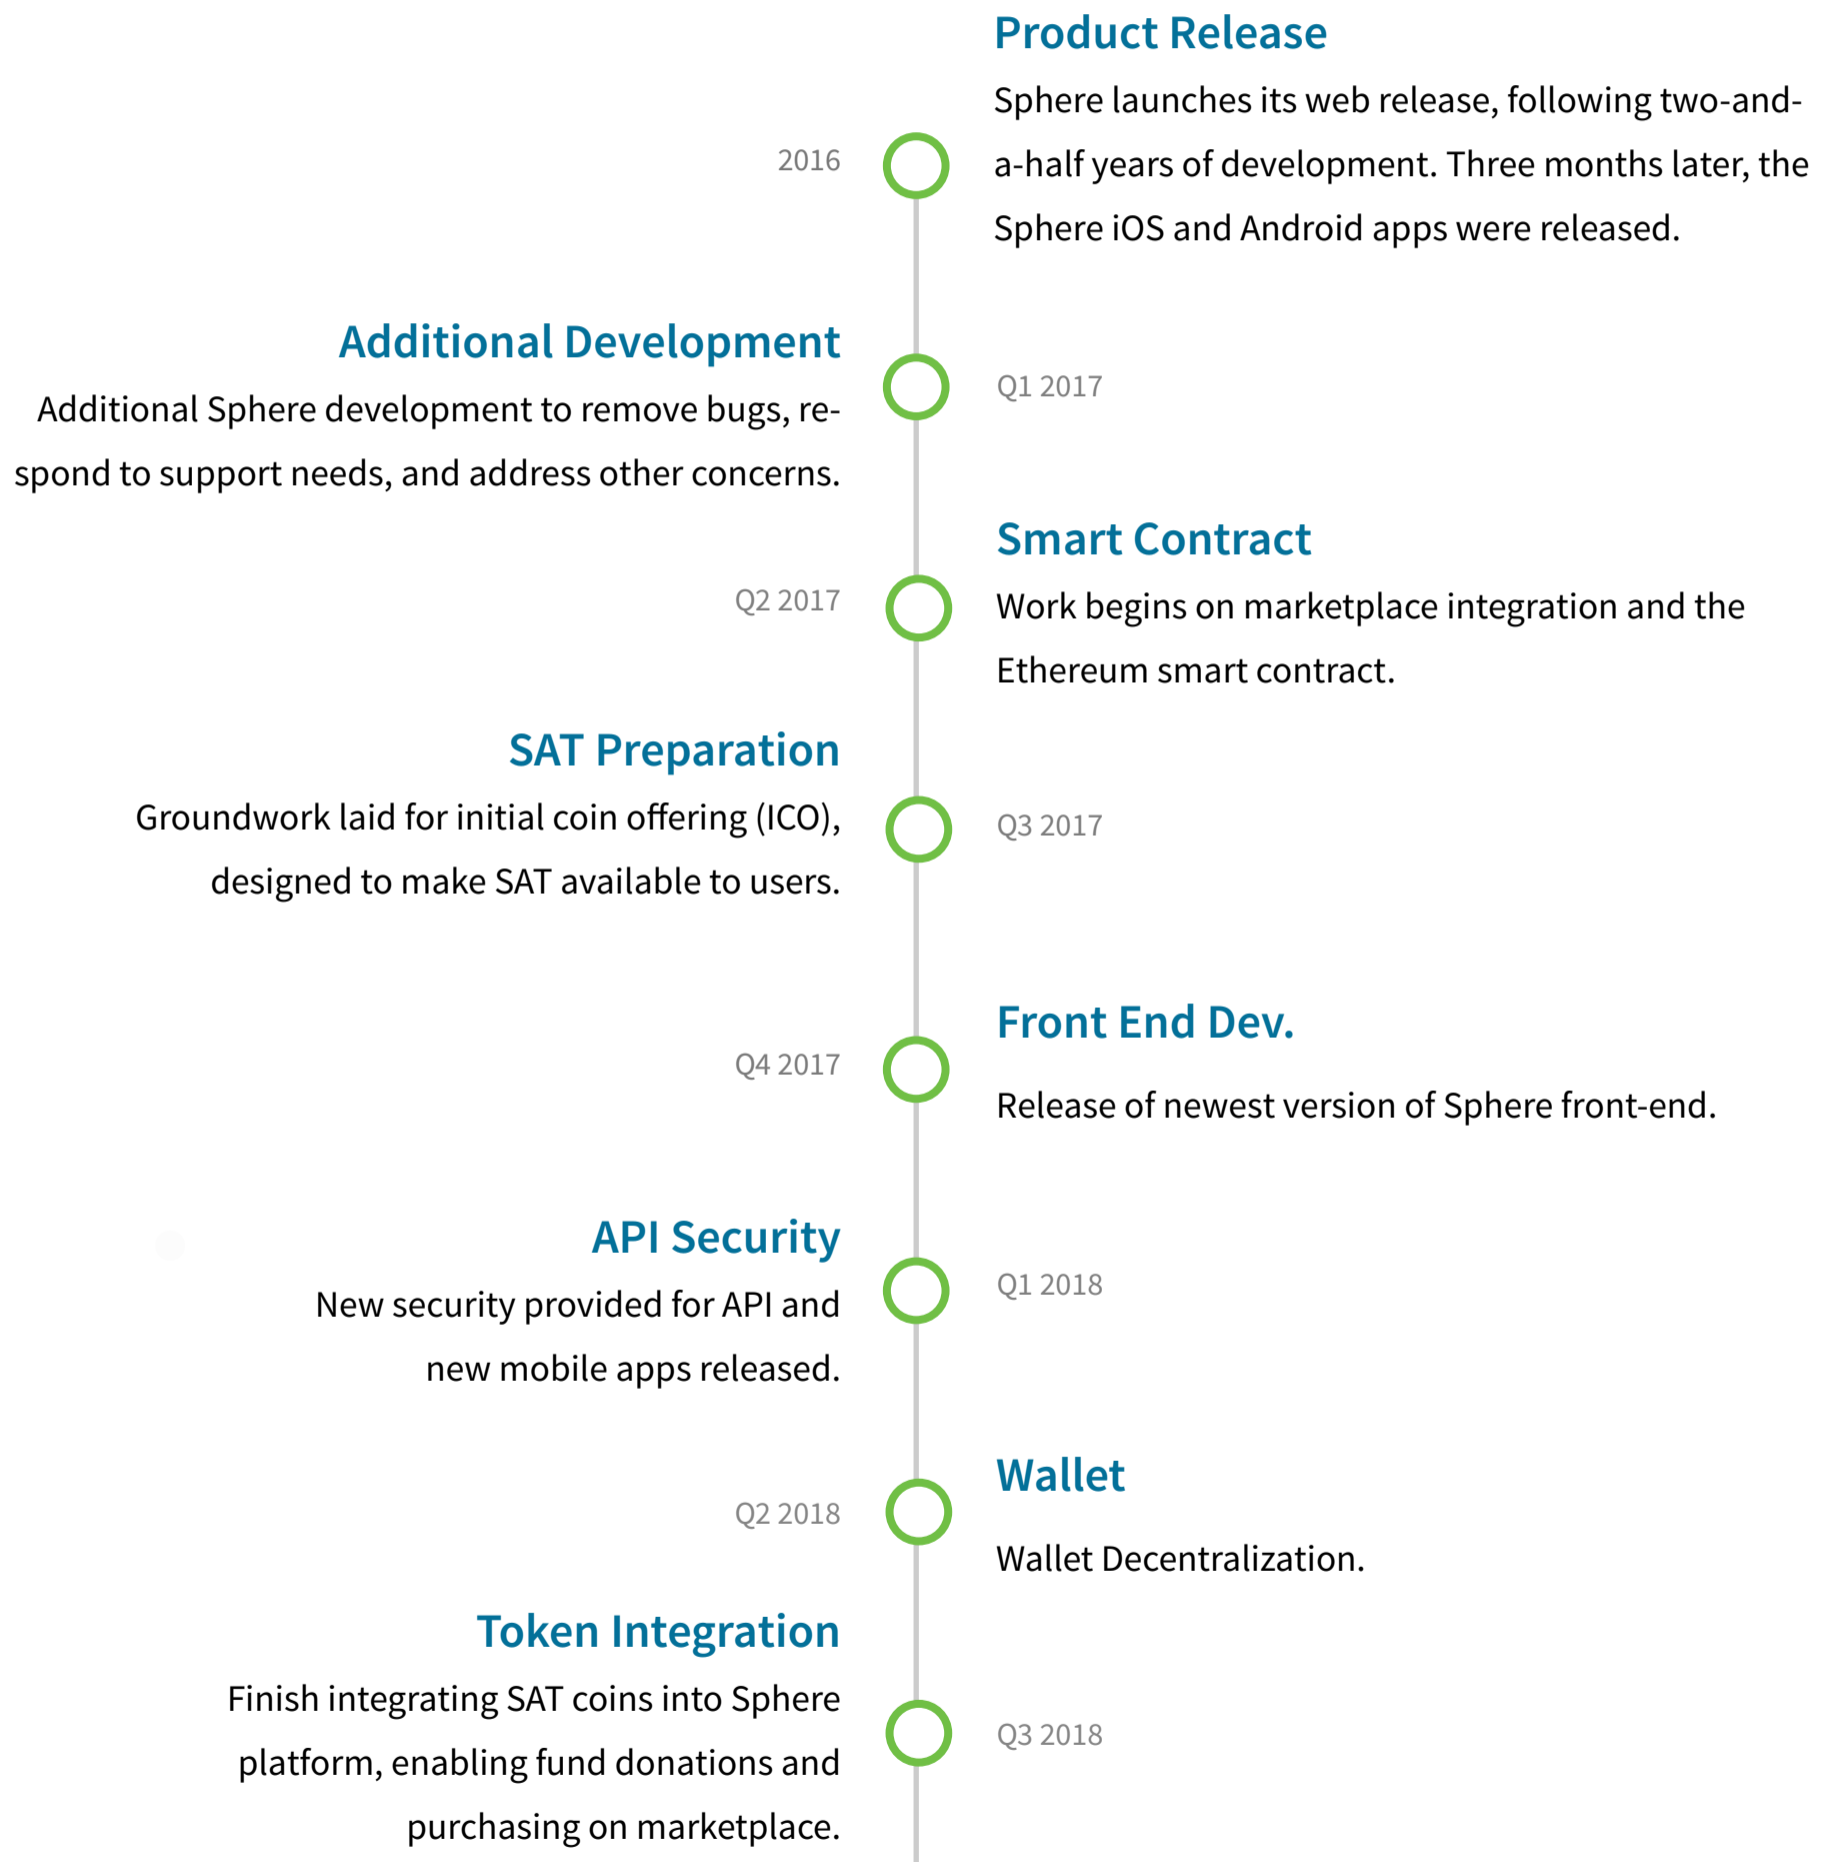 Product Release
Sphere launches its web release, following two-and-
2016
a-half years of development. Three months later, the
Sphere iOS and Android apps were released.
Additional Development
Q1 2017
Additional Sphere development to remove bugs, re-
spond to support needs, and address other concerns.
Smart Contract
Q2 2017
Work begins on marketplace integration and the
Ethereum smart contract.
SAT Preparation
Groundwork laid for initial coin offering (ICO),
Q3 2017
designed to make SAT available to users.
Front End Dev.
Q4 2017
Release of newest version of Sphere front-end.
API Security
Q1 2018
New security provided for API and
new mobile apps released.
Wallet
Q2 2018
Wallet Decentralization.
Token Integration
Finish integrating SAT coins into Sphere
Q3 2018
platform, enabling fund donations and
purchasing on marketplace.